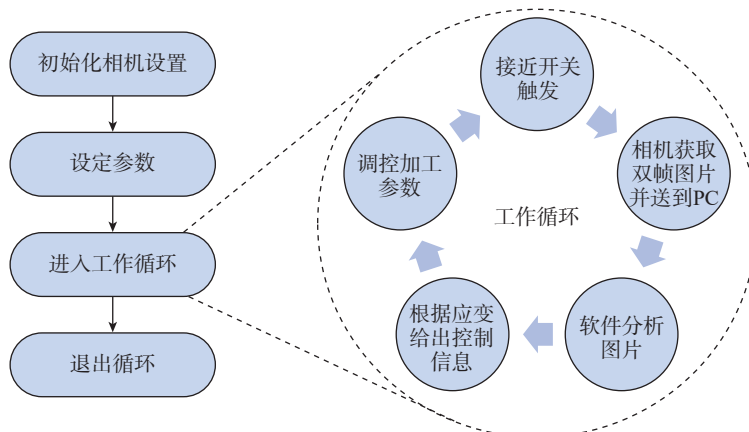 初始化相机设置
设定参数
进入工作循环
退出循环
接近开关
触发
相机获取
双帧图片
并送到PC
软件分析
图片
根据应变
给出控制
信息
调控加工
参数
工作循环